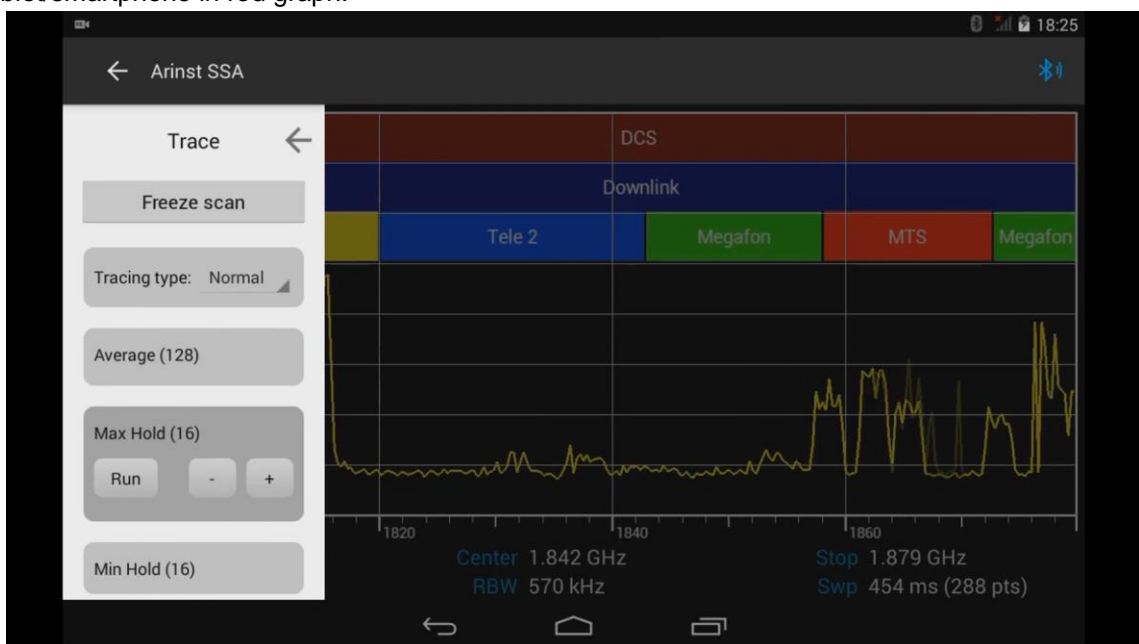 18:25
Arinst SSA
Trace
Freeze scan
Tracing type: Normal
Average (128)
Max Hold (16)
Run - +
Min Hold (16)
DCS
Downlink
Tele 2 Megafon MTS Megafon
1820 1840 1860
Center 1.842 GHz Stop 1.879 GHz
RBW 570 kHz Swp 454 ms (288 pts)